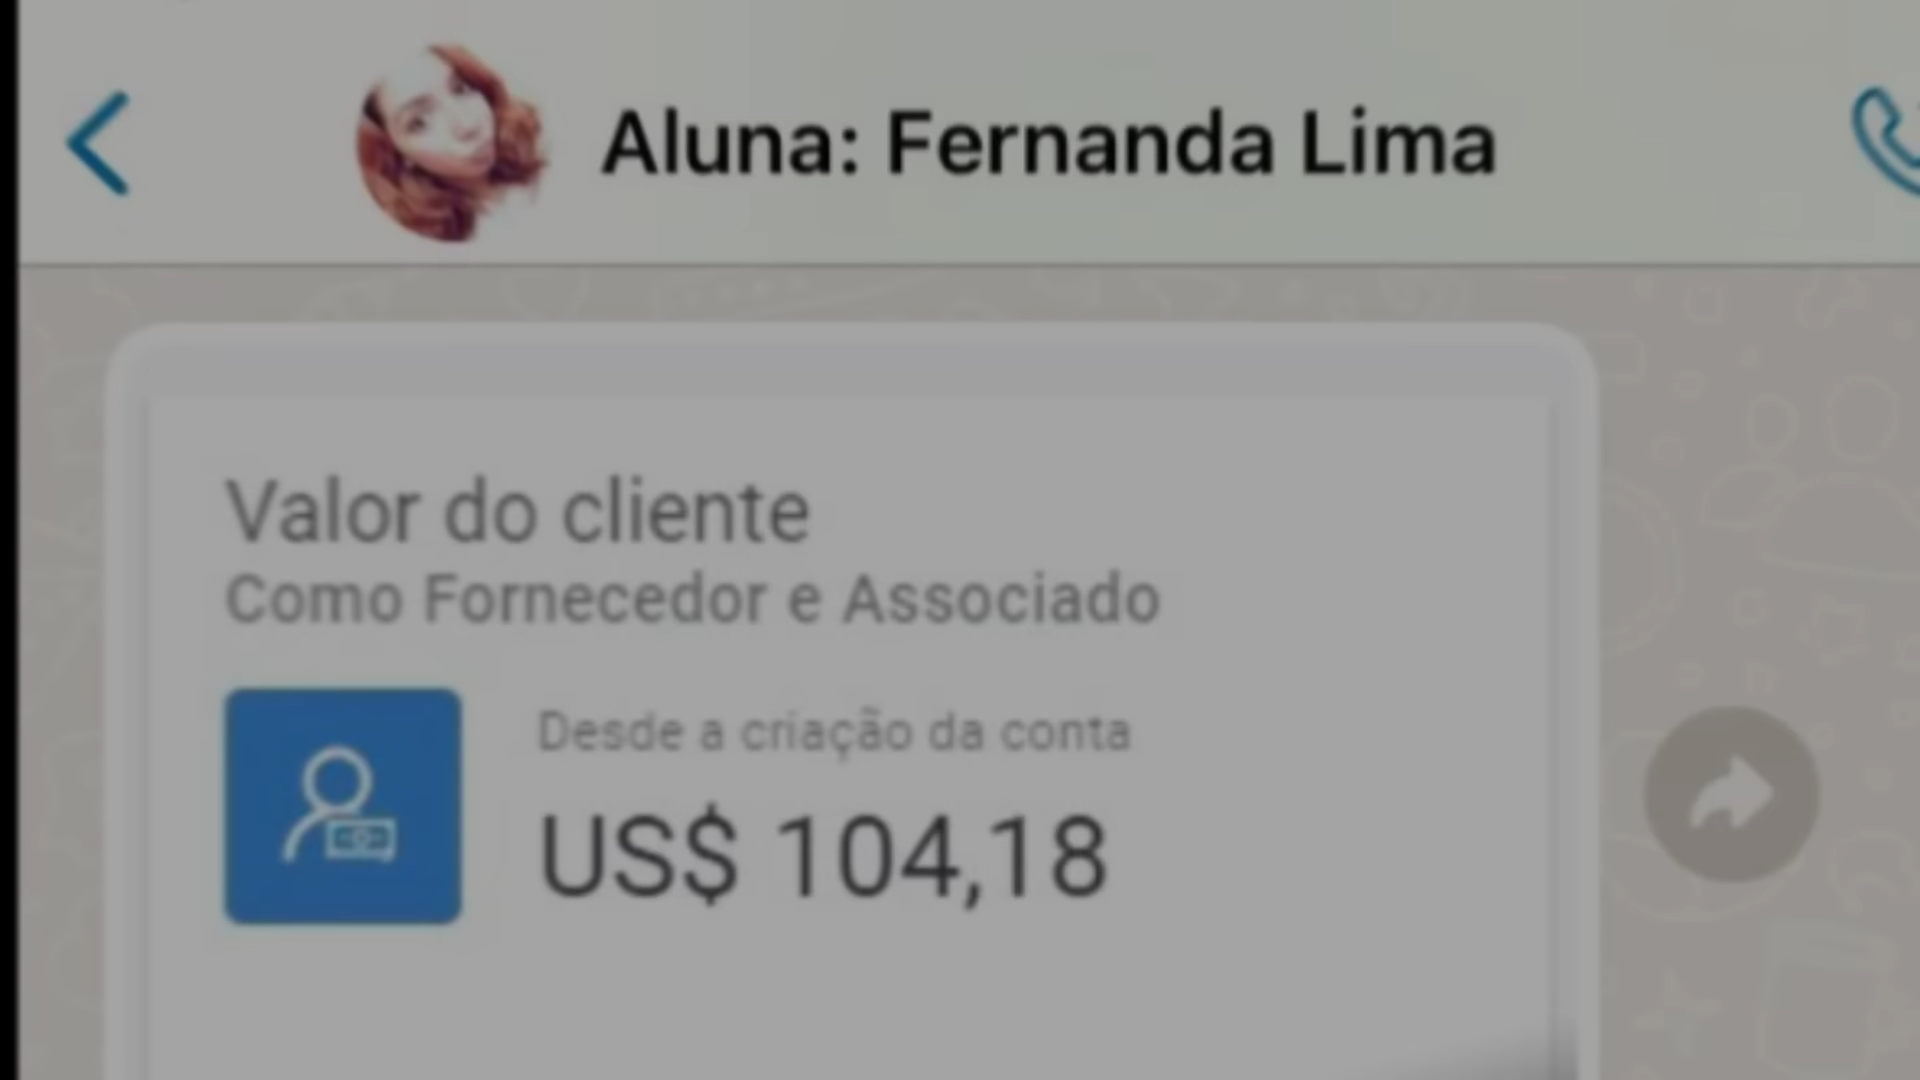 Aluna: Fernanda Lima
Valor do cliente
Como Fornecedor e Associado
Desde a criação da conta
US$ 104,18